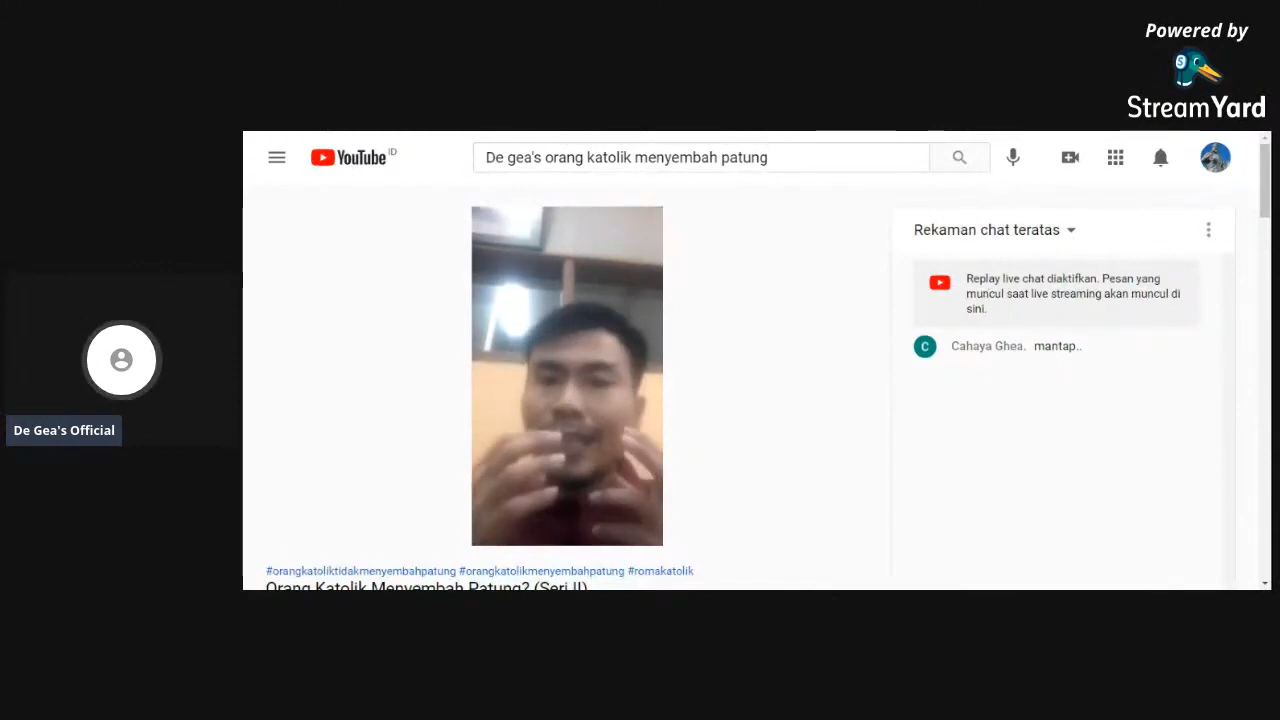 Powered by
StreamYard
YouTube ID
De gea's orang katolik menyembah patung
Rekaman chat teratas
Replay live chat diaktifkan. Pesan yang
muncul saat live streaming akan muncul di
sini.
C Cahaya Ghea. mantap..
De Gea's Official
#orangkatoliktidakmenyembahpatung #orangkatolikmenyembahpatung #romakatolik
Orang Katolik Menyembah Patung? (Seri II)